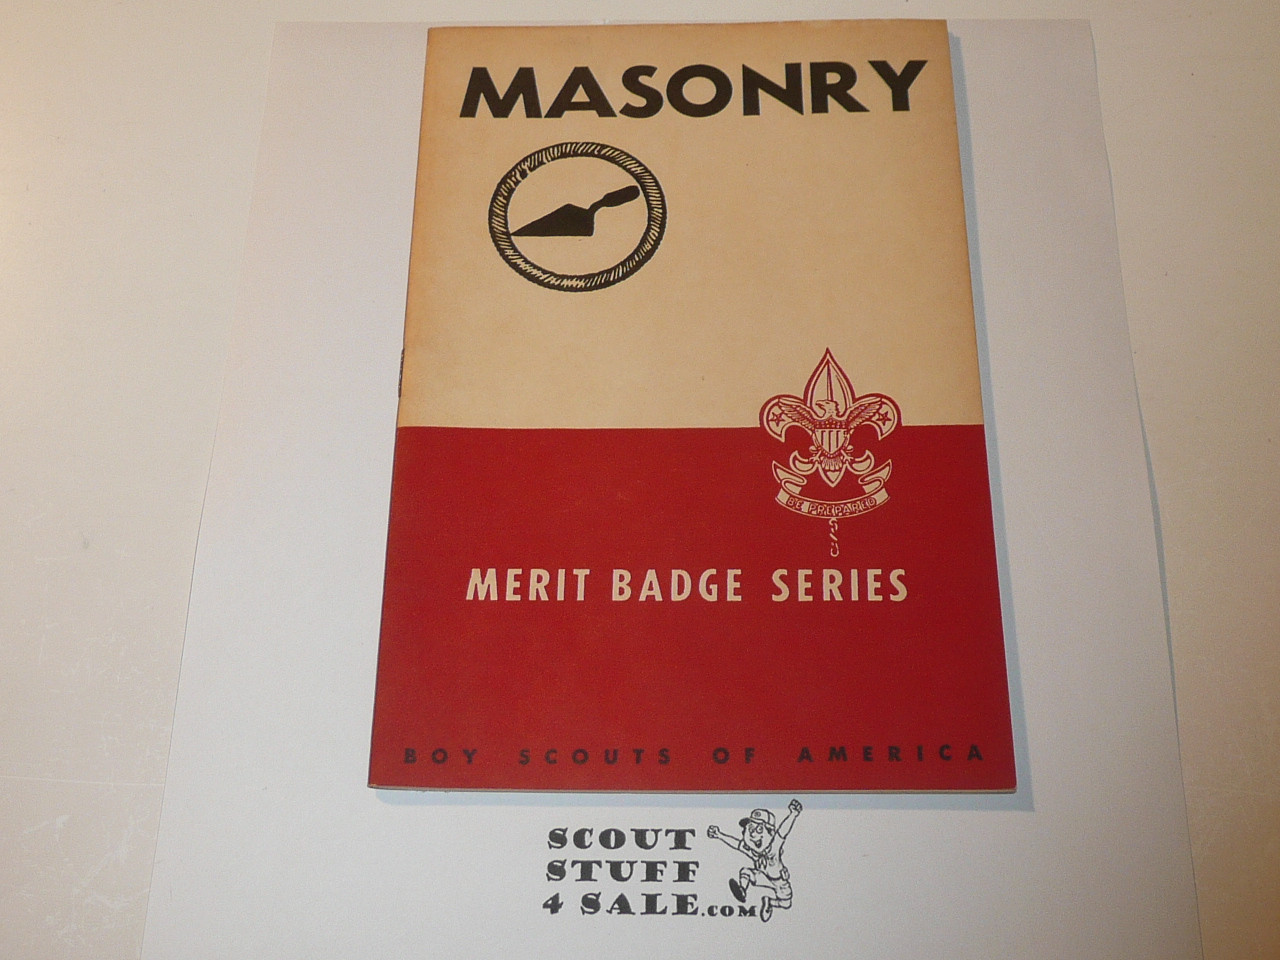 MASONRY
BE PREPARED
MERIT BADGE SERIES
BOY SCOUTS OF AMERICA
SCOUT
STUFF
4 SALE.COM